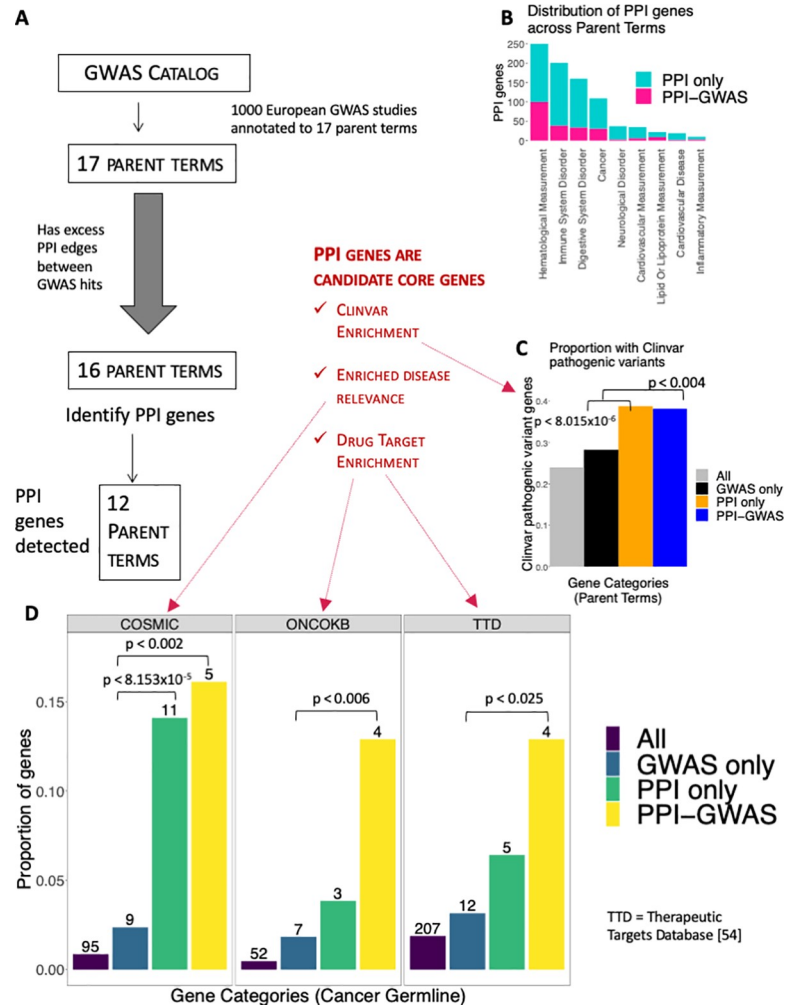 A
GWAS CATALOG
1000 European GWAS studies
annotated to 17 parent terms
17 PARENT TERMS
Has excess
PPI edges
between
GWAS hits
16 PARENT TERMS
Identify PPI genes
PPI
genes
detected
12
PARENT
TERMS
PPI GENES ARE
CANDIDATE CORE GENES
✓ CLINVAR
ENRICHMENT
✓ ENRICHED DISEASE
RELEVANCE
✓ DRUG TARGET
ENRICHMENT
B
Distribution of PPI genes
across Parent Terms
PPI genes
250
200
150
100
50
0
PPI only
PPI-GWAS
Hematological Measurement
Immune System Disorder
Digestive System Disorder
Cancer
Neurological Disorder
Cardiovascular Measurement
Lipid Or Lipoprotein Measurement
Cardiovascular Disease
Inflammatory Measurement
C
Proportion with Clinvar
pathogenic variants
Clinvar pathogenic variant genes
0.4
0.3
0.2
0.1
0.0
p < 0.004
p < 8.015x10⁻⁶
All
GWAS only
PPI only
PPI-GWAS
Gene Categories
(Parent Terms)
D
COSMIC
ONCOKB
TTD
Proportion of genes
0.15
0.10
0.05
0.00
p < 0.002
p < 8.153x10⁻⁵
95
9
11
5
p < 0.006
52
7
3
4
p < 0.025
207
12
5
4
Gene Categories (Cancer Germline)
All
GWAS only
PPI only
PPI-GWAS
TTD = Therapeutic
Targets Database [54]